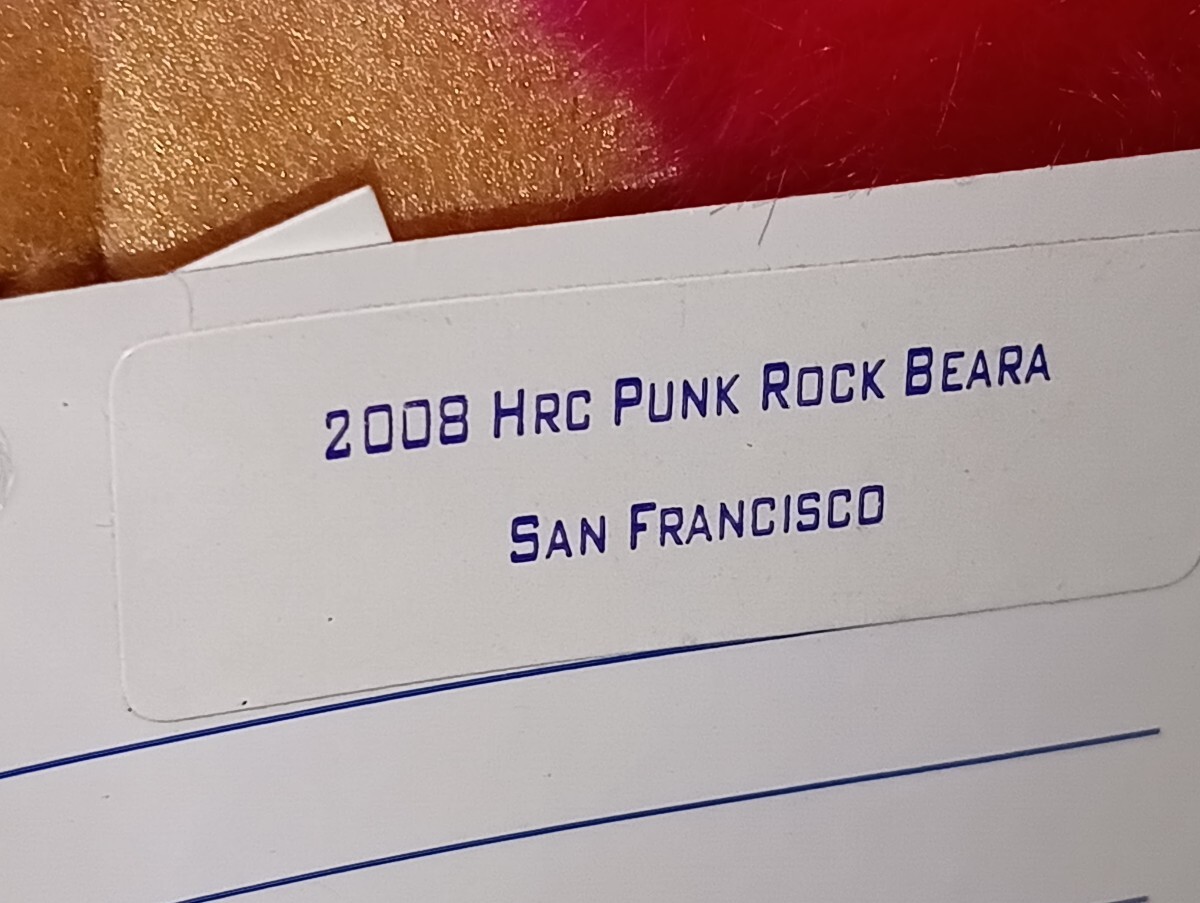 2008 HRC PUNK ROCK BEARA
SAN FRANCISCO